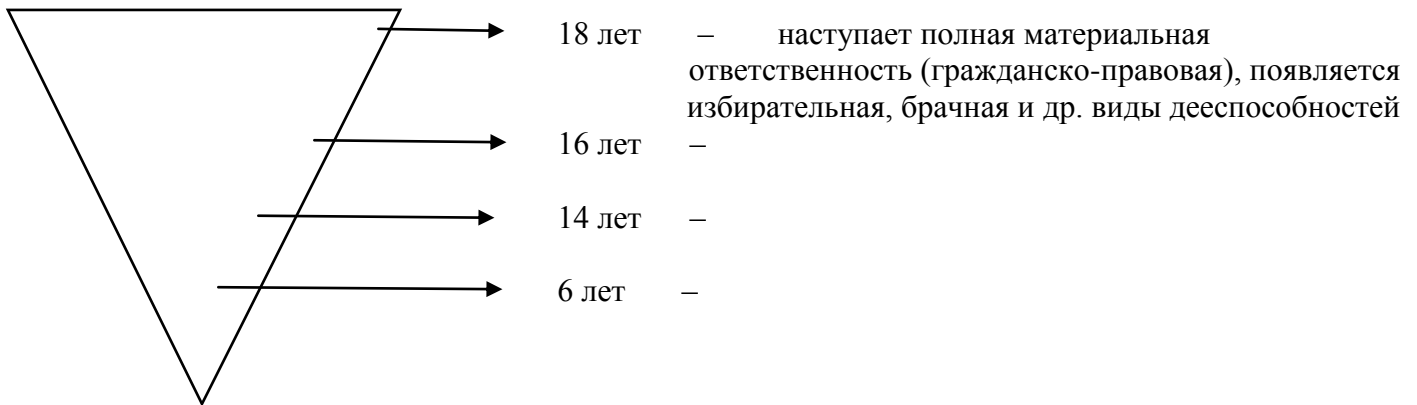 18 лет – наступает полная материальная
ответственность (гражданско-правовая), появляется
избирательная, брачная и др. виды дееспособностей
16 лет –
14 лет –
6 лет –